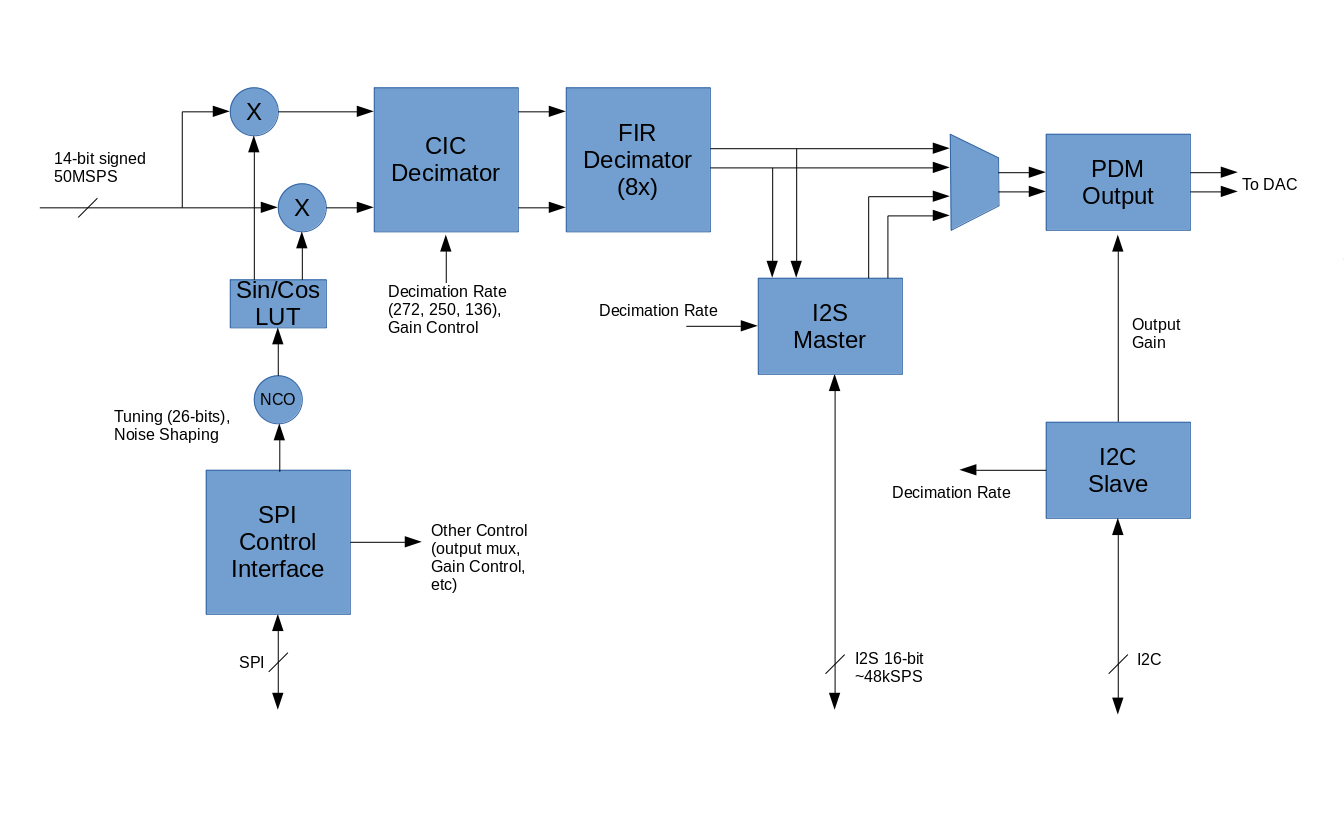 X
CIC
Decimator
FIR
Decimator
(8x)
14-bit signed
50MSPS
PDM
Output
To DAC
X
Sin/Cos
LUT
Decimation Rate
(272, 250, 136),
Gain Control
Decimation Rate
I2S
Master
Output
Gain
NCO
Tuning (26-bits),
Noise Shaping
I2C
Slave
Decimation Rate
SPI
Control
Interface
Other Control
(output mux,
Gain Control,
etc)
SPI
I2S 16-bit
~48kSPS
I2C